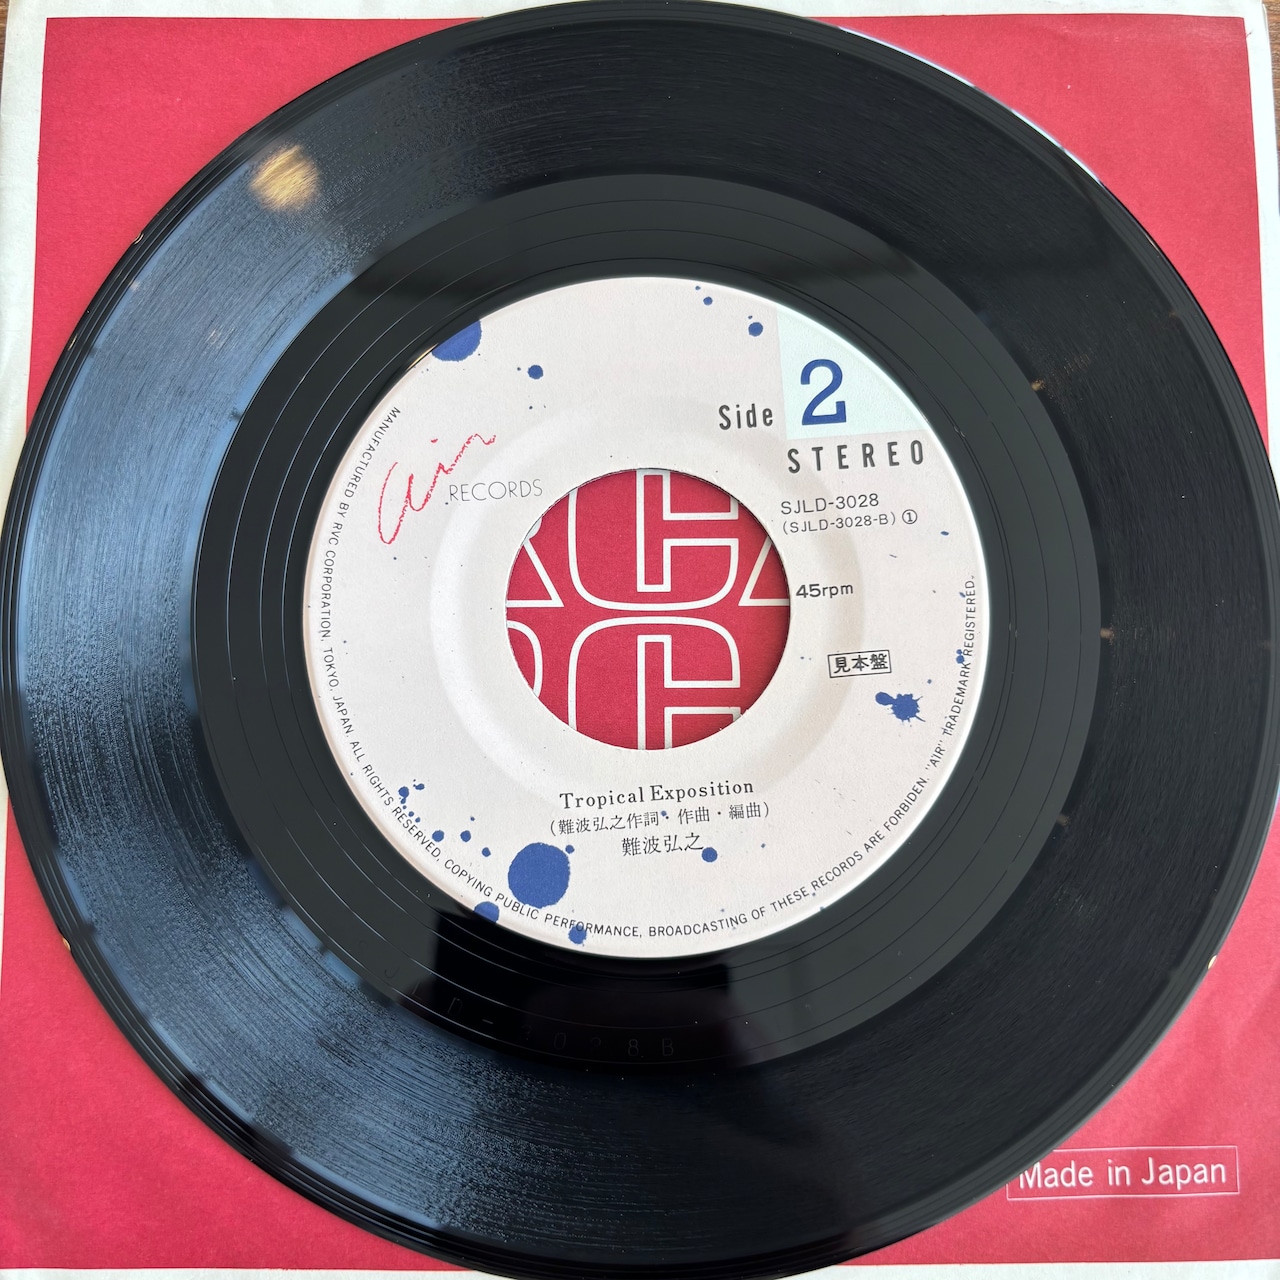 Side 2
STEREO
Air RECORDS
SJLD-3028
(SJLD-3028-B) ①
45rpm
見本盤
Tropical Exposition
(難波弘之作詞・作曲・編曲)
難波弘之
MANUFACTURED BY RVC CORPORATION, TOKYO, JAPAN. ALL RIGHTS RESERVED, COPYING PUBLIC PERFORMANCE, BROADCASTING OF THESE RECORDS ARE FORBIDEN. "AIR" TRADEMARK REGISTERED.
Made in Japan